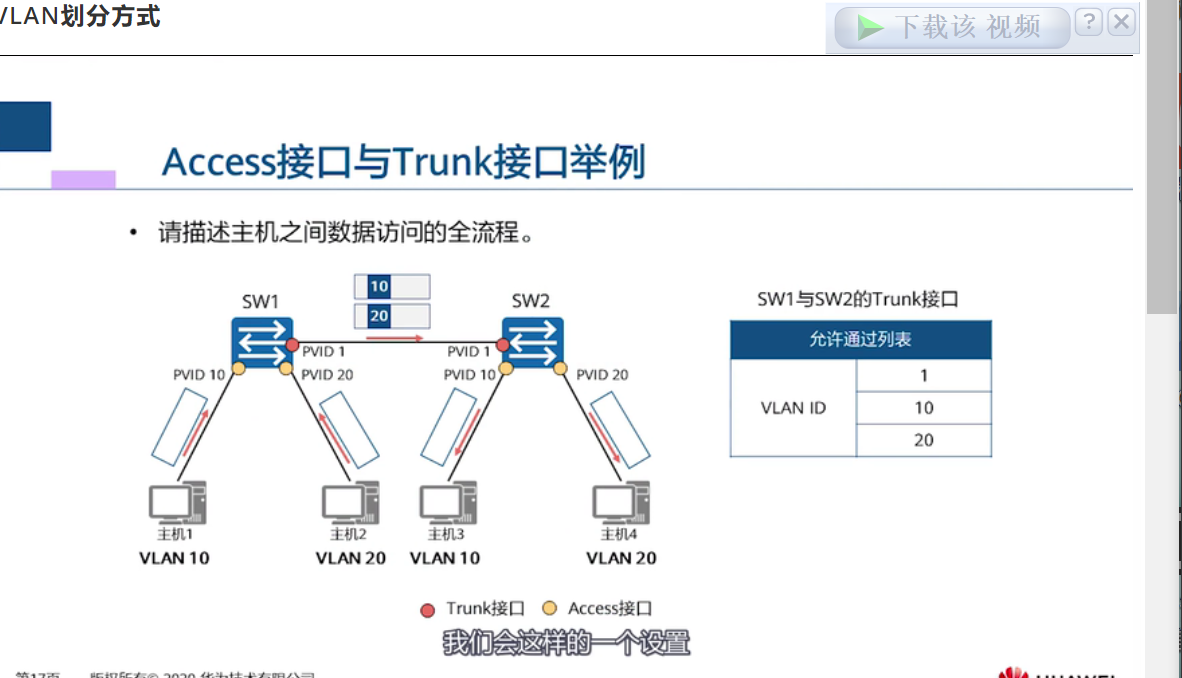 VLAN划分方式
下载该 视频
?
Access接口与Trunk接口举例
• 请描述主机之间数据访问的全流程。
10
20
SW1
SW2
PVID 1
PVID 1
PVID 10
PVID 20
PVID 10
PVID 20
主机1
主机2
主机3
主机4
VLAN 10
VLAN 20
VLAN 10
VLAN 20
SW1与SW2的Trunk接口
允许通过列表
VLAN ID
1
10
20
Trunk接口
Access接口
我们会这样的一个设置
第17页
版权所有© 2020 华为技术有限公司
HUAWEI